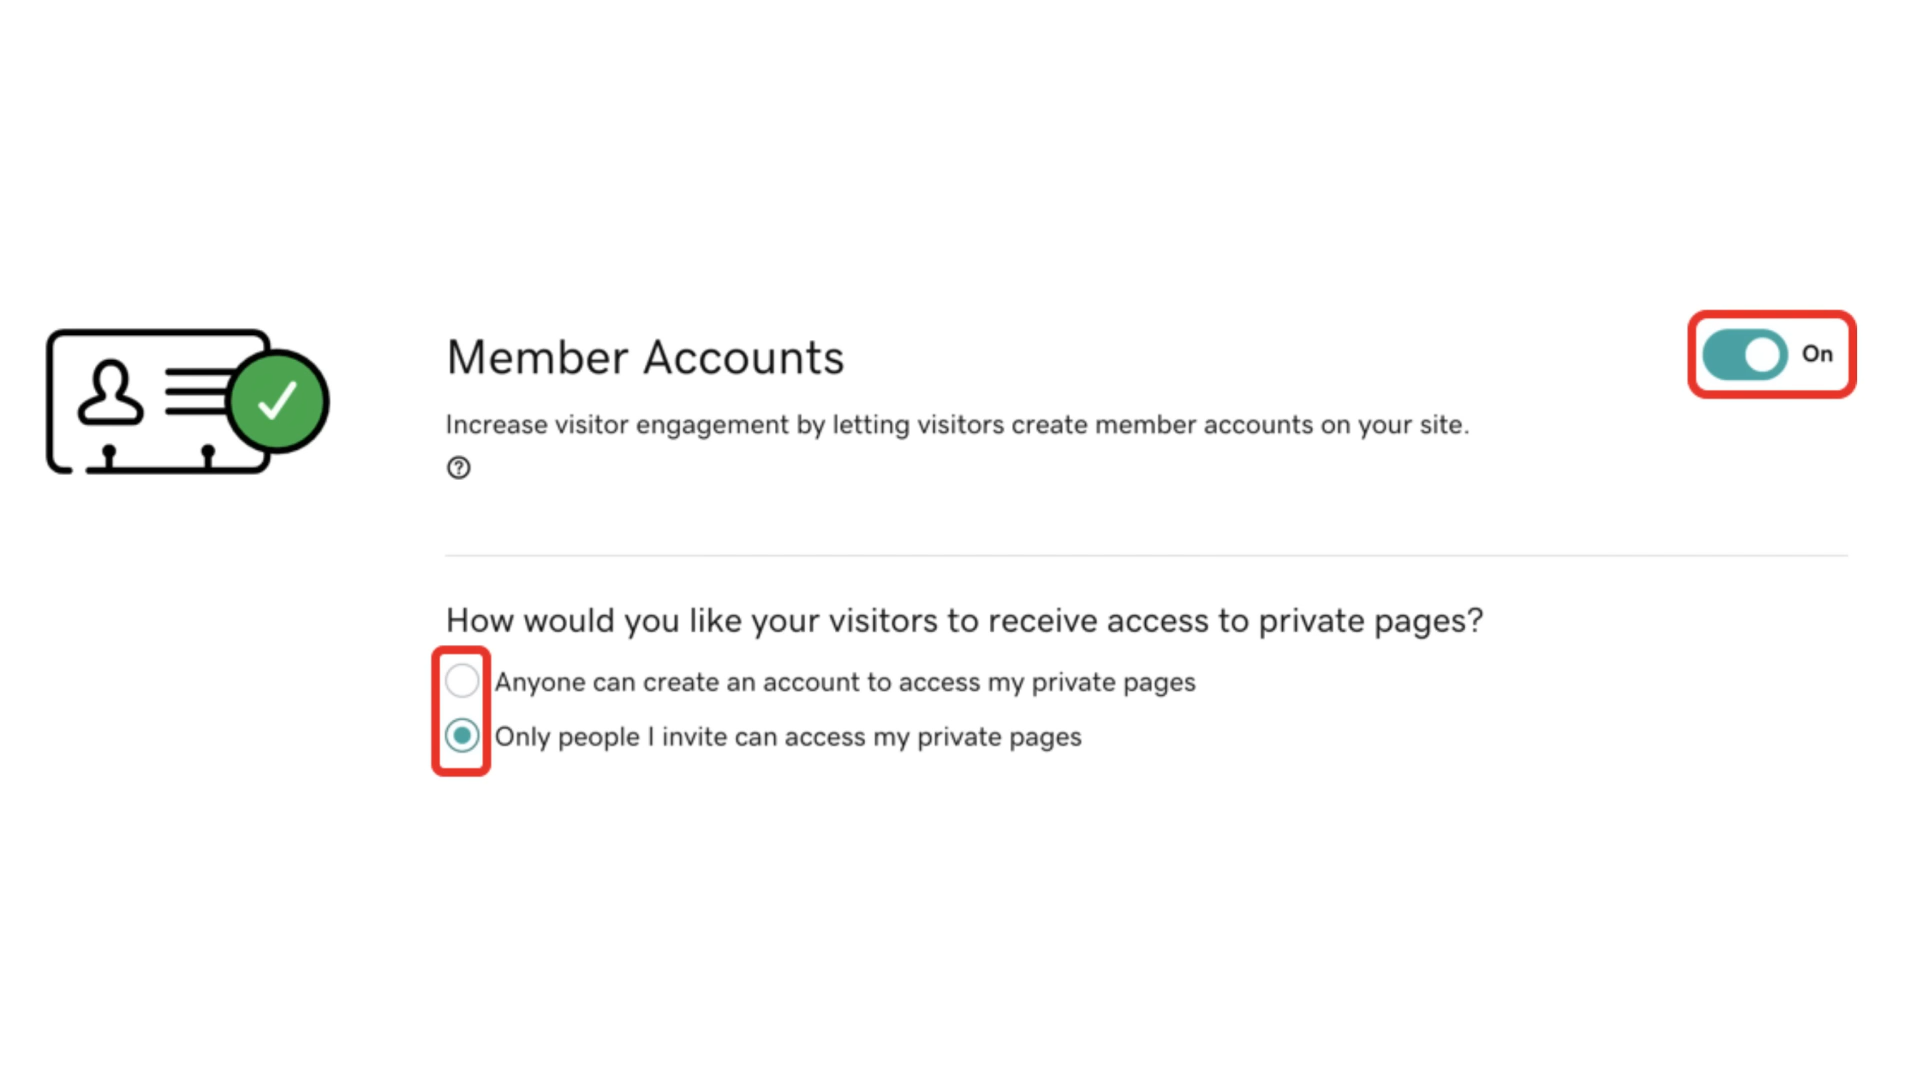 Member Accounts
On
Increase visitor engagement by letting visitors create member accounts on your site.
How would you like your visitors to receive access to private pages?
Anyone can create an account to access my private pages
Only people I invite can access my private pages